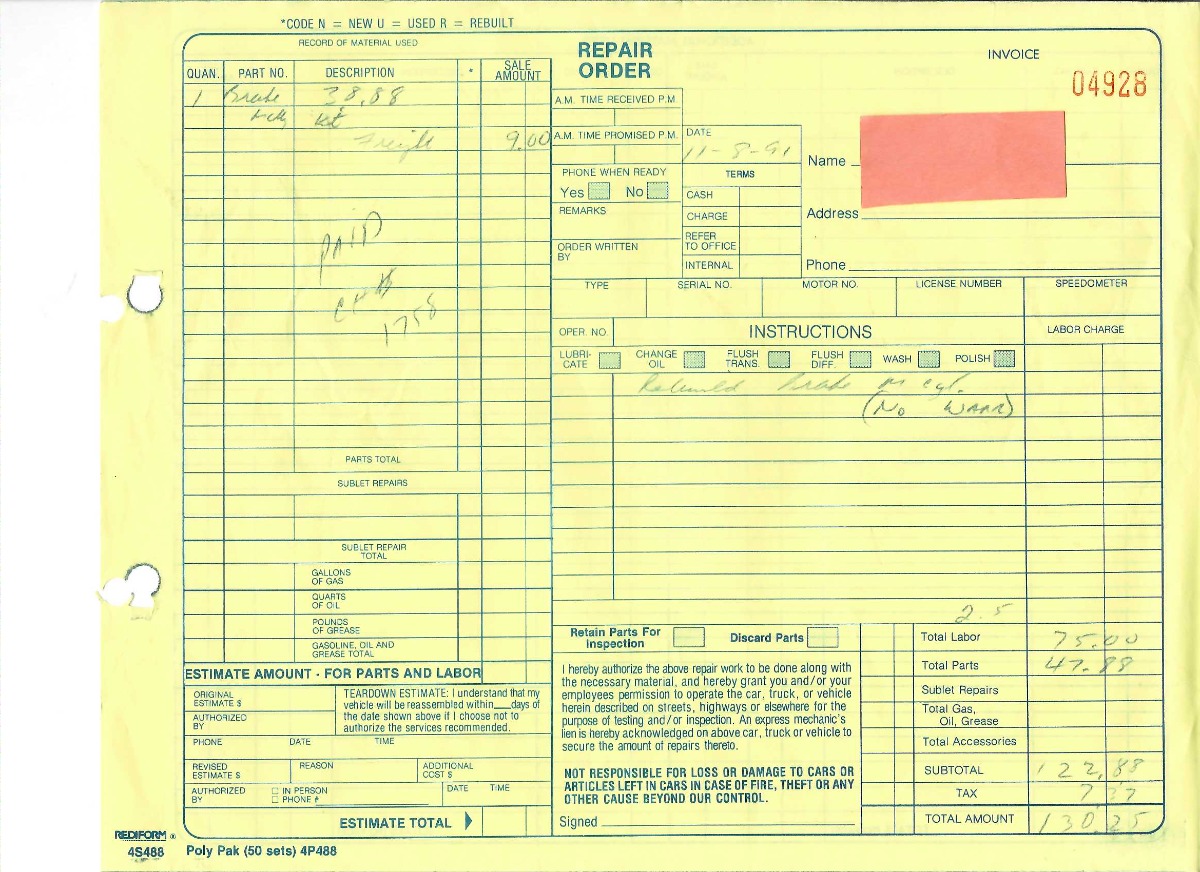 *CODE N = NEW U = USED R = REBUILT
RECORD OF MATERIAL USED
QUAN. PART NO. DESCRIPTION * SALE AMOUNT
1 Brake 38.88
Kit
Freight 9.00
PAID
CK#
1758
PARTS TOTAL
SUBLET REPAIRS
SUBLET REPAIR
TOTAL
GALLONS
OF GAS
QUARTS
OF OIL
POUNDS
OF GREASE
GASOLINE, OIL AND
GREASE TOTAL
ESTIMATE AMOUNT - FOR PARTS AND LABOR
ORIGINAL
ESTIMATE $
AUTHORIZED
BY
TEARDOWN ESTIMATE: I understand that my
vehicle will be reassembled within___days of
the date shown above if I choose not to
authorize the services recommended.
PHONE DATE TIME
REVISED
ESTIMATE $
REASON
ADDITIONAL
COST $
AUTHORIZED
BY
☐ IN PERSON
☐ PHONE #
DATE TIME
ESTIMATE TOTAL
REPAIR
ORDER
INVOICE
04928
A.M. TIME RECEIVED P.M
A.M. TIME PROMISED P.M.
DATE
11-8-91
PHONE WHEN READY
Yes No
TERMS
CASH
CHARGE
REFER
TO OFFICE
INTERNAL
REMARKS
ORDER WRITTEN
BY
Name
Address
Phone
TYPE SERIAL NO. MOTOR NO. LICENSE NUMBER SPEEDOMETER
OPER. NO. INSTRUCTIONS LABOR CHARGE
LUBRI-
CATE
CHANGE
OIL
FLUSH
TRANS.
FLUSH
DIFF.
WASH
POLISH
Rebuild Brake m cyl.
(No WARR)
2.5
Retain Parts For
Inspection
Discard Parts
I hereby authorize the above repair work to be done along with
the necessary material, and hereby grant you and/or your
employees permission to operate the car, truck, or vehicle
herein described on streets, highways or elsewhere for the
purpose of testing and/or inspection. An express mechanic's
lien is hereby acknowledged on above car, truck or vehicle to
secure the amount of repairs thereto.
NOT RESPONSIBLE FOR LOSS OR DAMAGE TO CARS OR
ARTICLES LEFT IN CARS IN CASE OF FIRE, THEFT OR ANY
OTHER CAUSE BEYOND OUR CONTROL.
Signed
Total Labor 75.00
Total Parts 47.88
Sublet Repairs
Total Gas,
Oil, Grease
Total Accessories
SUBTOTAL 122.88
TAX 7.37
TOTAL AMOUNT 130.25
REDIFORM ®
4S488 Poly Pak (50 sets) 4P488